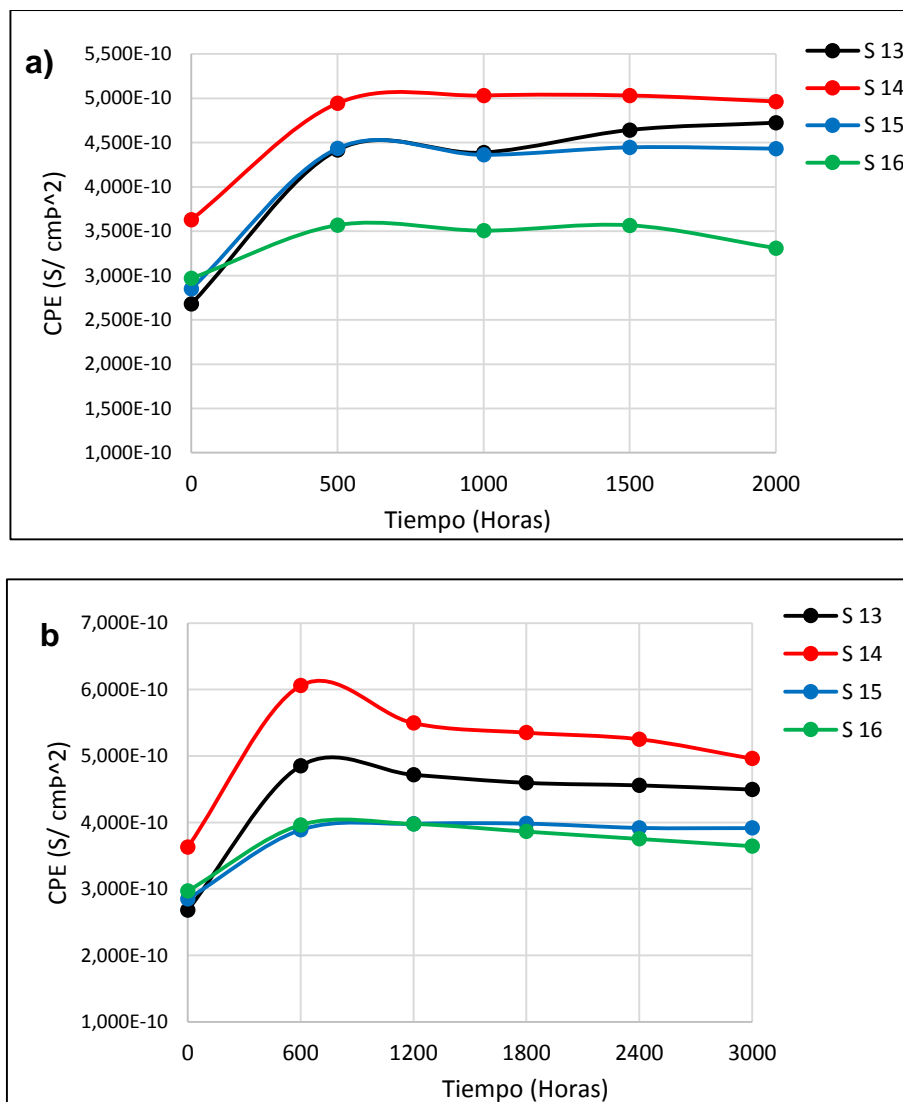 a)
CPE (S/ cmÞ^2)
5,500E-10
5,000E-10
4,500E-10
4,000E-10
3,500E-10
3,000E-10
2,500E-10
2,000E-10
1,500E-10
1,000E-10
0 500 1000 1500 2000
Tiempo (Horas)
S 13
S 14
S 15
S 16
b
CPE (S/ cmÞ^2)
7,000E-10
6,000E-10
5,000E-10
4,000E-10
3,000E-10
2,000E-10
1,000E-10
0 600 1200 1800 2400 3000
Tiempo (Horas)
S 13
S 14
S 15
S 16